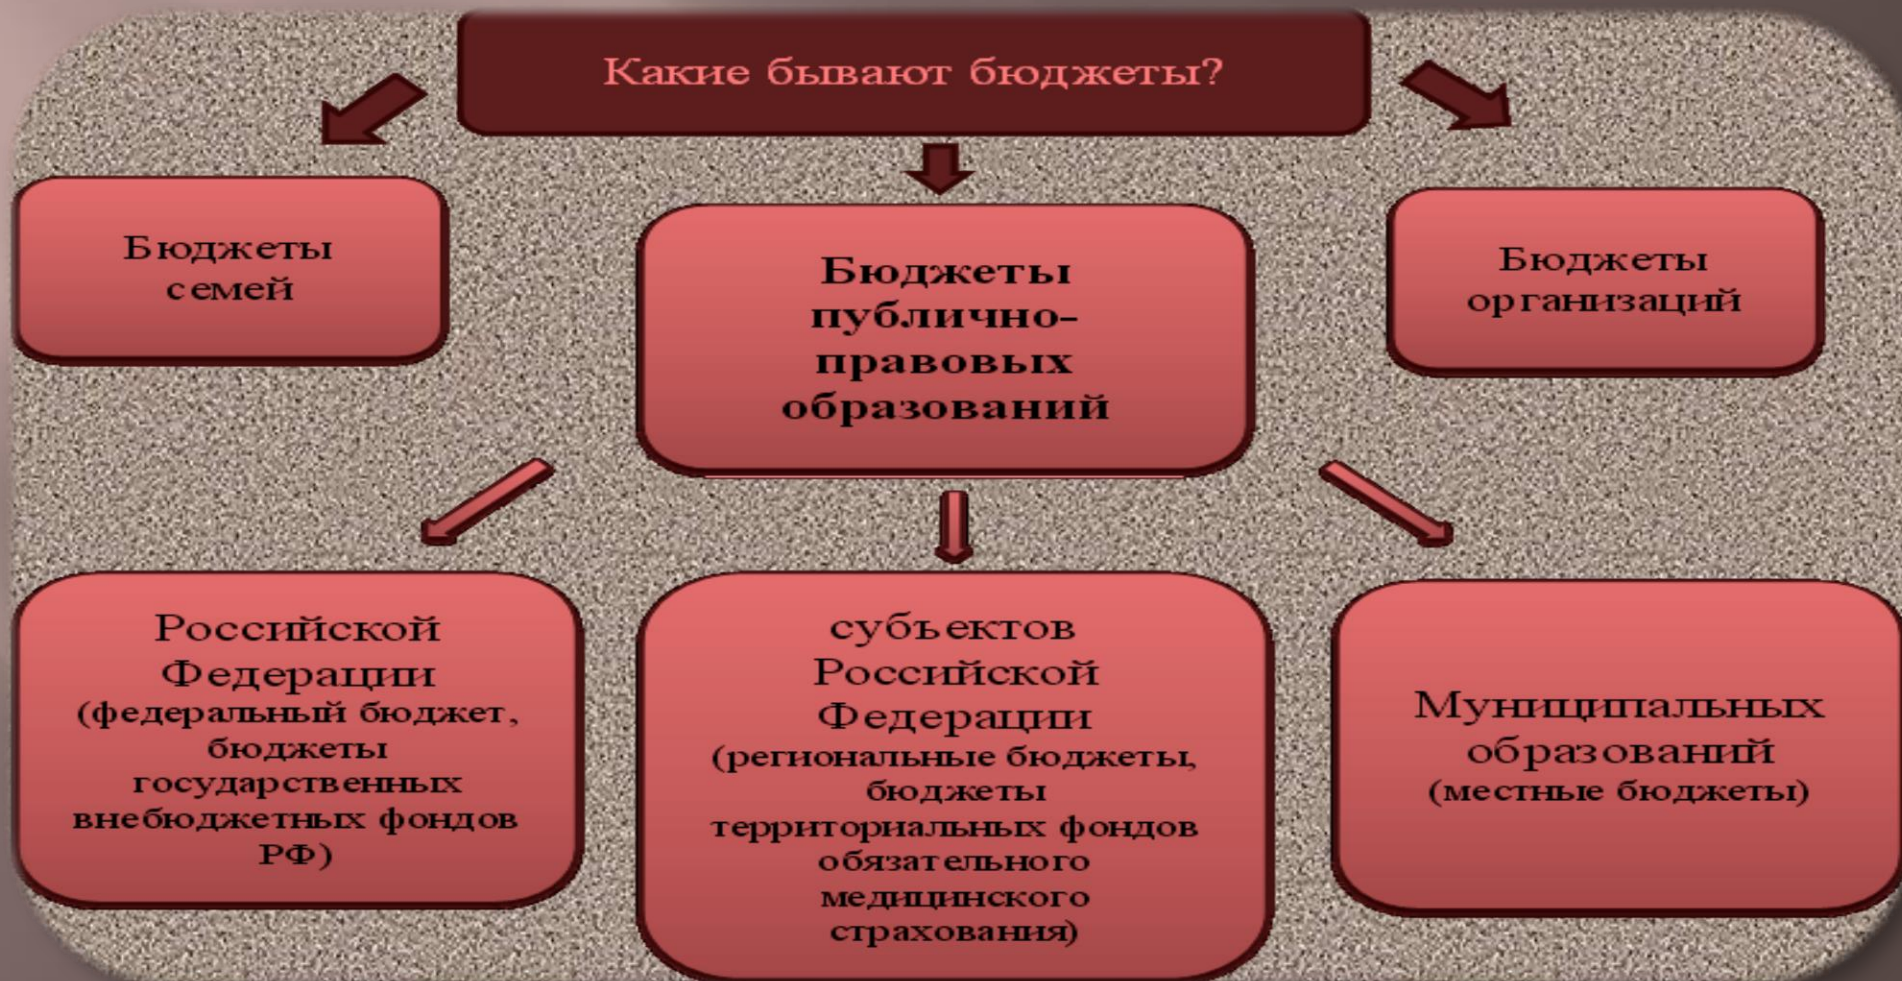 Какие бывают бюджеты?
Бюджеты
семей
Бюджеты
публично-
правовых
образований
Бюджеты
организаций
Российской
Федерации
(федеральный бюджет,
бюджеты
государственных
внебюджетных фондов
РФ)
субъектов
Российской
Федерации
(региональные бюджеты,
бюджеты
территориальных фондов
обязательного
медицинского
страхования)
Муниципальных
образований
(местные бюджеты)